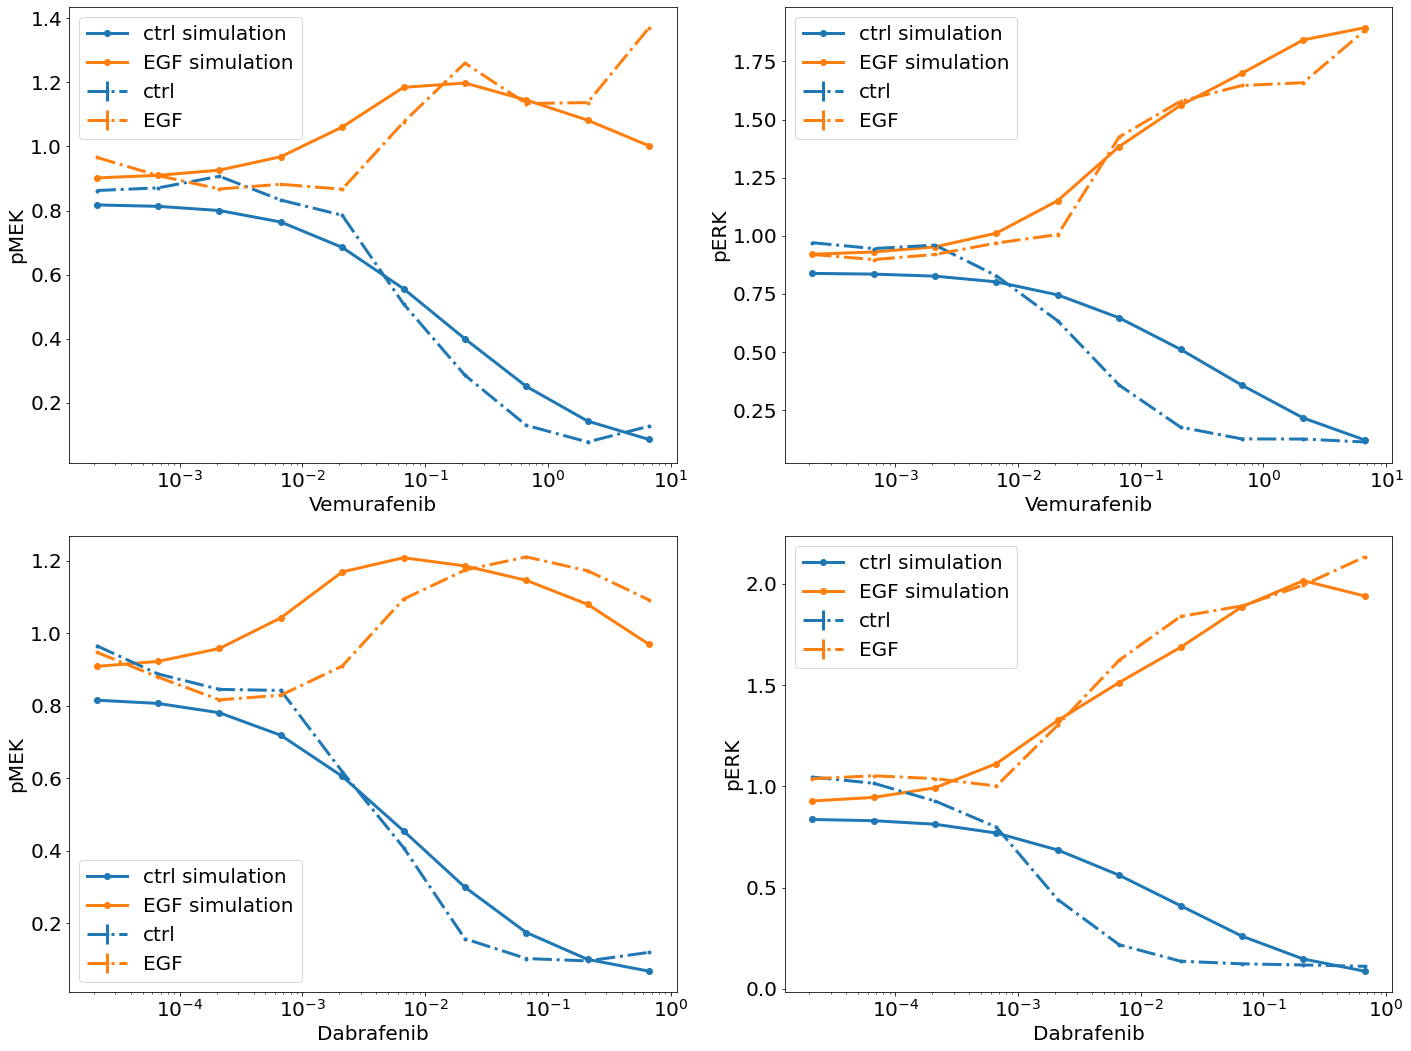 1.4
1.2
1.0
0.8
0.6
0.4
0.2
pMEK
ctrl simulation
EGF simulation
ctrl
EGF
10⁻³ 10⁻² 10⁻¹ 10⁰ 10¹
Vemurafenib
1.75
1.50
1.25
1.00
0.75
0.50
0.25
pERK
ctrl simulation
EGF simulation
ctrl
EGF
10⁻³ 10⁻² 10⁻¹ 10⁰ 10¹
Vemurafenib
1.2
1.0
0.8
0.6
0.4
0.2
pMEK
ctrl simulation
EGF simulation
ctrl
EGF
10⁻⁴ 10⁻³ 10⁻² 10⁻¹ 10⁰
Dabrafenib
2.0
1.5
1.0
0.5
0.0
pERK
ctrl simulation
EGF simulation
ctrl
EGF
10⁻⁴ 10⁻³ 10⁻² 10⁻¹ 10⁰
Dabrafenib